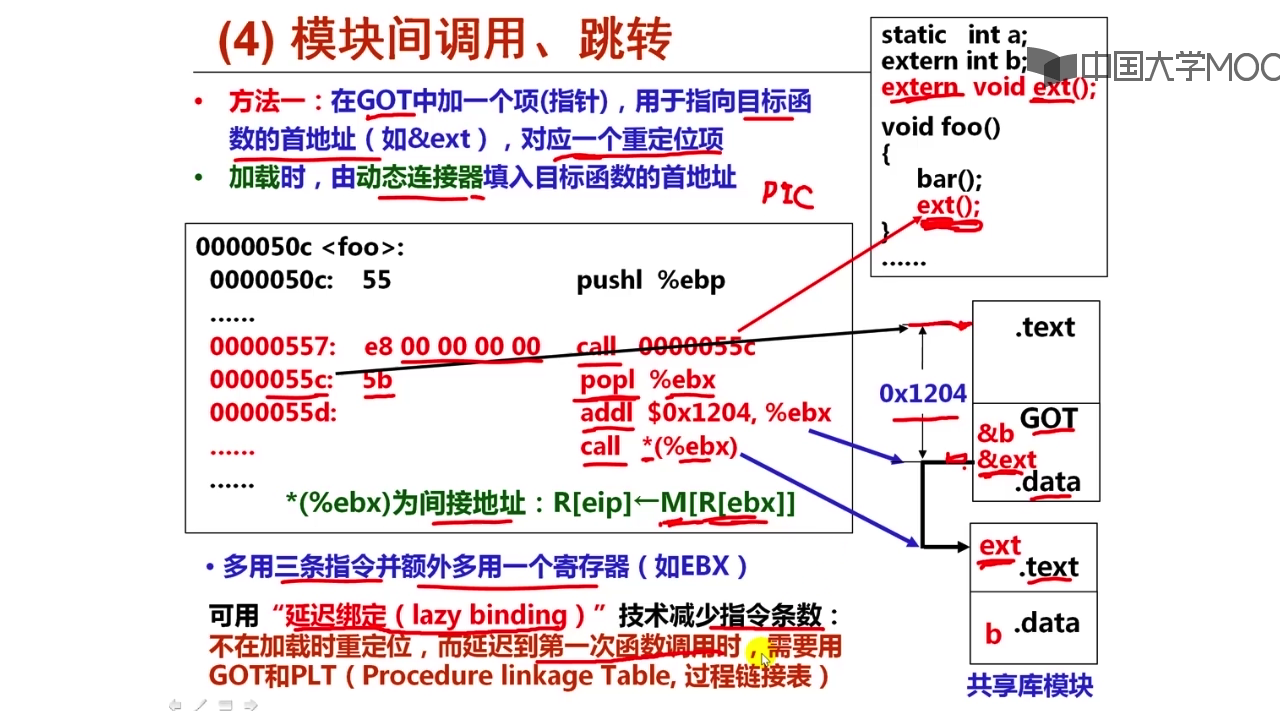 (4) 模块间调用、跳转
• 方法一：在GOT中加一个项(指针)，用于指向目标函
数的首地址（如&ext），对应一个重定位项
• 加载时，由动态连接器填入目标函数的首地址
PIC
static int a;
extern int b;
extern void ext();
void foo()
{
bar();
ext();
}
……
中国大学MOO
0000050c <foo>:
0000050c: 55 pushl %ebp
……
00000557: e8 00 00 00 00 call 0000055c
0000055c: 5b popl %ebx
0000055d: addl $0x1204, %ebx
…… call *(%ebx)
……
*(%ebx)为间接地址：R[eip]←M[R[ebx]]
.text
0x1204
GOT
&b
&ext
.data
ext
.text
b .data
共享库模块
• 多用三条指令并额外多用一个寄存器（如EBX）
可用“延迟绑定（lazy binding）”技术减少指令条数：
不在加载时重定位，而延迟到第一次函数调用时，需要用
GOT和PLT（Procedure linkage Table, 过程链接表）